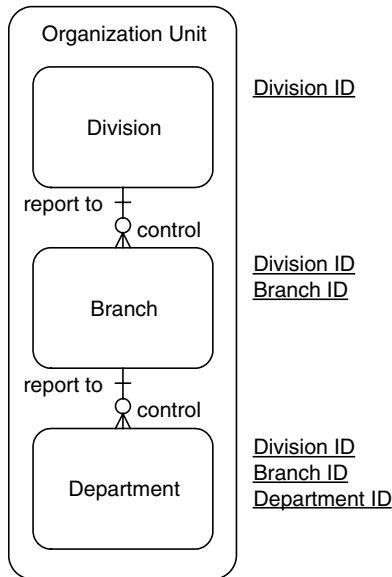 Organization Unit
Division
Division ID
report to
control
Branch
Division ID
Branch ID
report to
control
Department
Division ID
Branch ID
Department ID